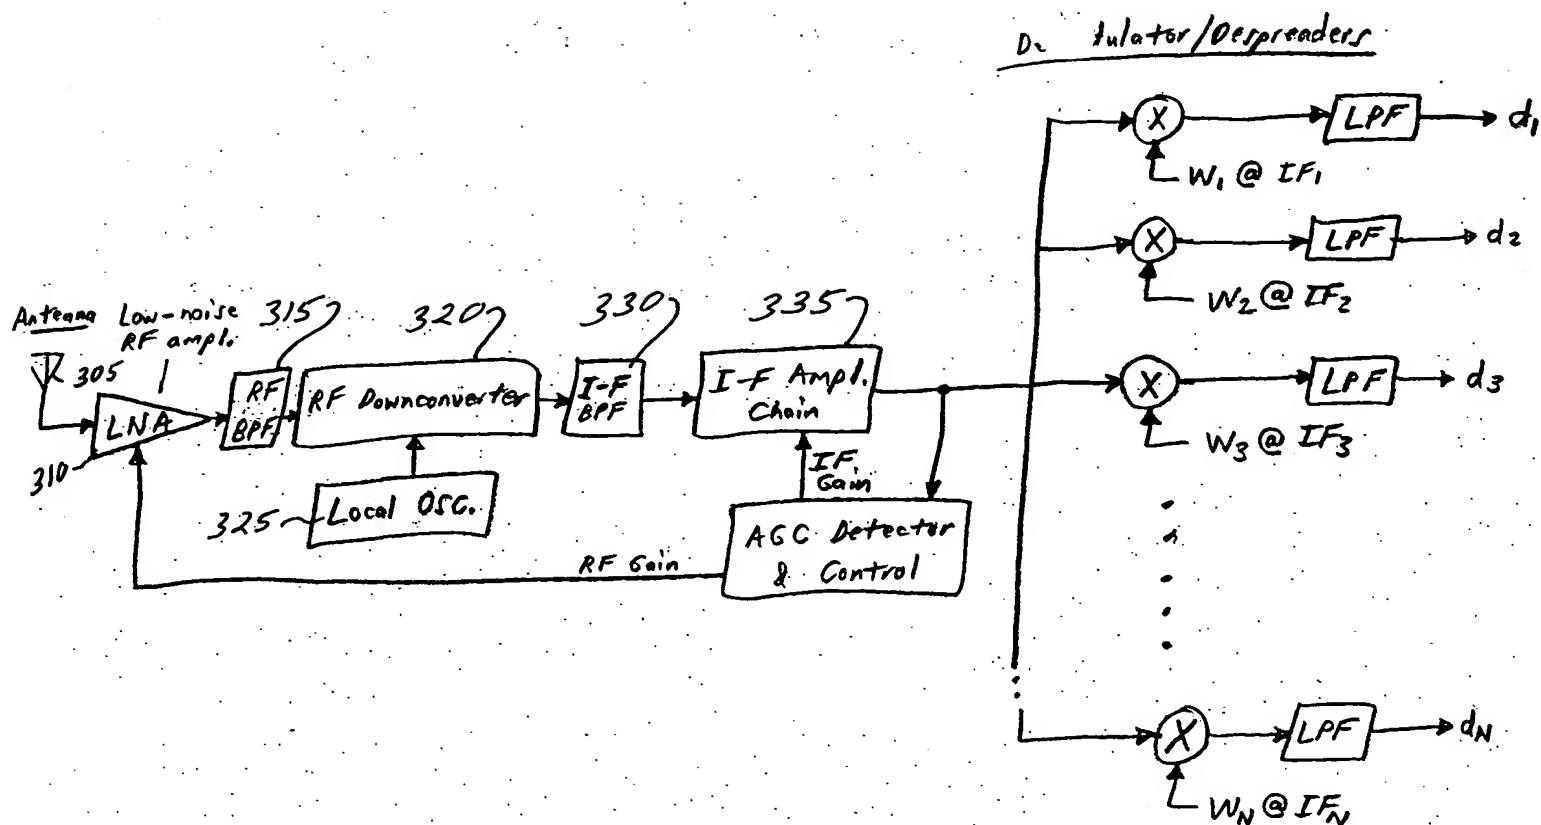 tulator/Despreaders
X
LPF
d1
W1 @ IF1
X
LPF
d2
W2 @ IF2
Antenna
Low-noise
RF ampl.
315
320
330
335
305
RF
BPF
RF Downconverter
I-F
BPF
I-F Ampl.
Chain
X
LPF
d3
W3 @ IF3
LNA
310
IF
Gain
325
Local OSC.
AGC Detector
& Control
RF Gain
X
LPF
dN
WN @ IFN